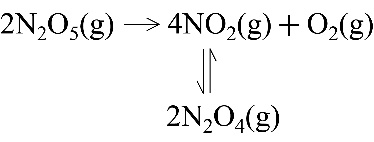 2N₂O₅(g) ⟶ 4NO₂(g) + O₂(g)
⥮
2N₂O₄(g)